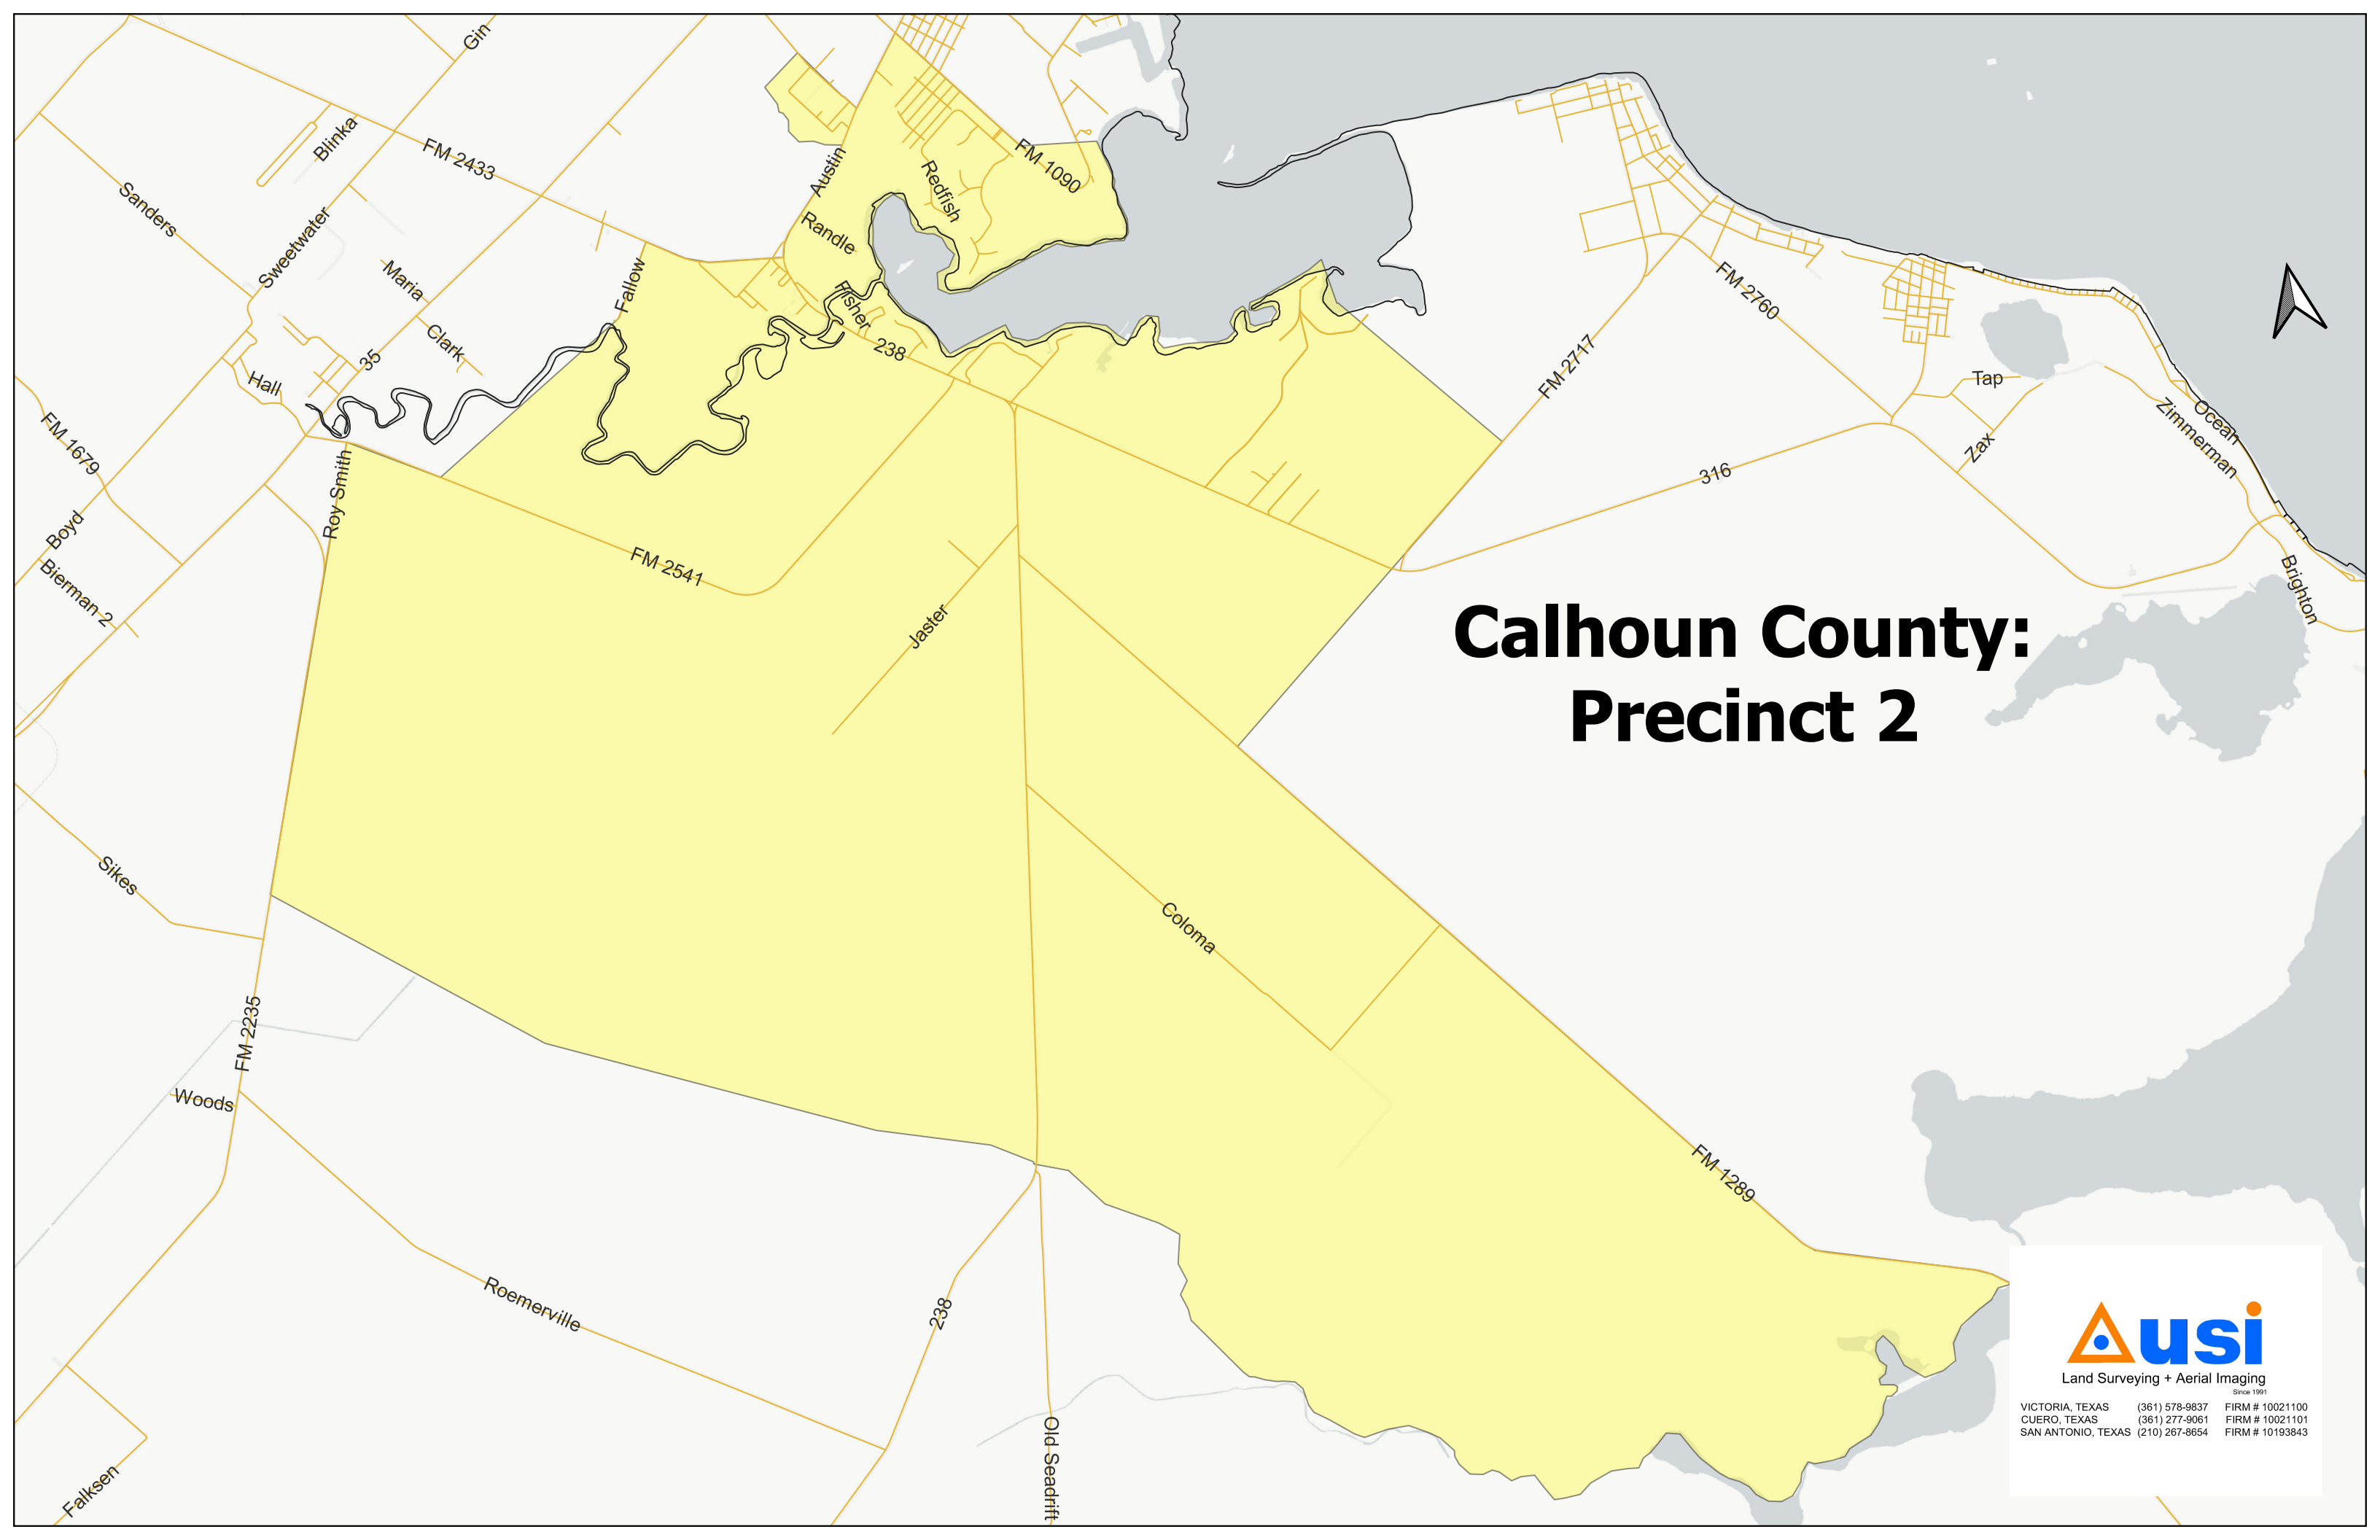 Gin
Blinka
FM 2433
Sanders
Sweetwater
Maria
Clark
35
Hall
FM 1679
Boyd
Bierman 2
Roy Smith
Fallow
Austin
Randle
Redfish
FM 1090
Fisher
238
FM 2541
Jaster
FM 2717
FM 2760
316
Tap
Zax
Ocean
Zimmerman
Brighton
Calhoun County:
Precinct 2
Sikes
Coloma
FM 2235
Woods
FM 1289
Roemerville
238
Old Seadrift
Falksen
usi
Land Surveying + Aerial Imaging
Since 1991
VICTORIA, TEXAS (361) 578-9837 FIRM # 10021100
CUERO, TEXAS (361) 277-9061 FIRM # 10021101
SAN ANTONIO, TEXAS (210) 267-8654 FIRM # 10193843